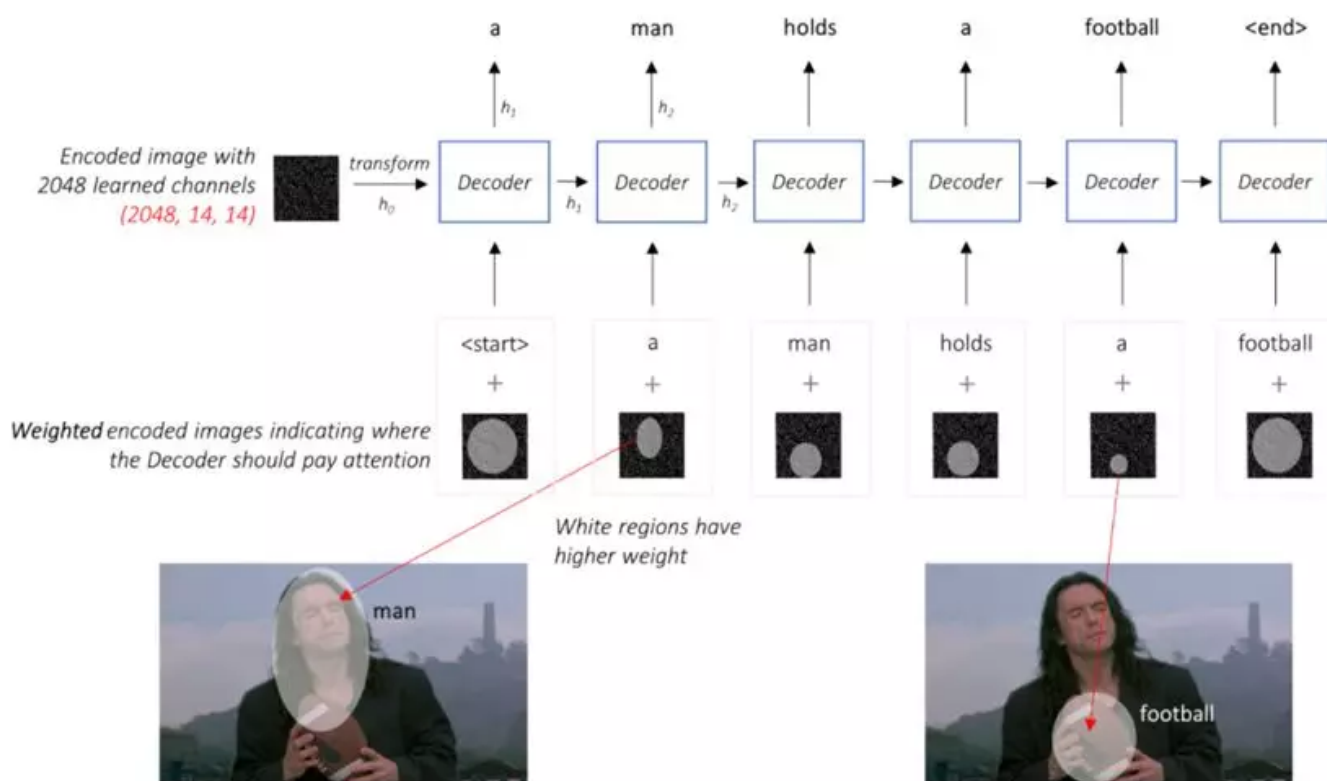 a man holds a football <end>
h1 h2
Encoded image with
2048 learned channels
(2048, 14, 14)
transform
h0
Decoder Decoder Decoder Decoder Decoder Decoder
h1 h2
<start> a man holds a football
+ + + + + +
Weighted encoded images indicating where
the Decoder should pay attention
White regions have
higher weight
man
football